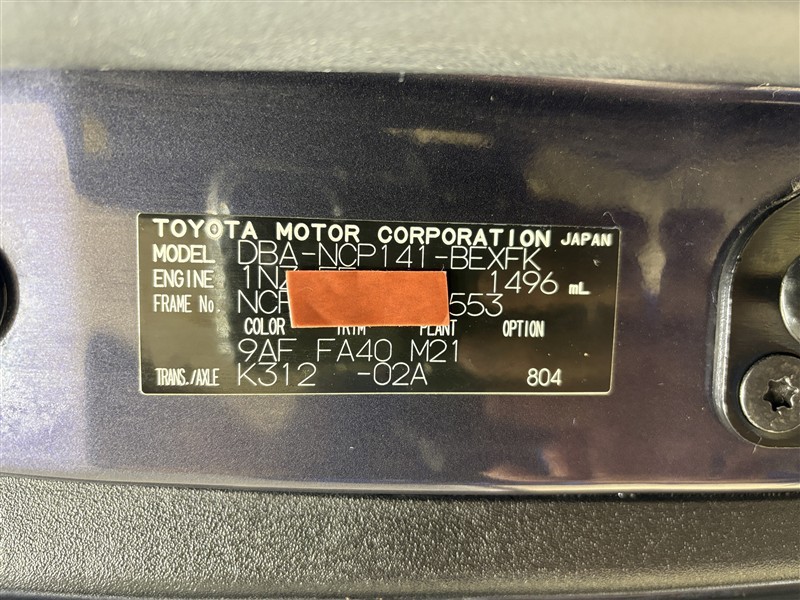 TOYOTA MOTOR CORPORATION JAPAN
MODEL DBA-NCP141-BEXFK
ENGINE 1NZ 1496 mL
FRAME No. NCP 553
COLOR TRIM PLANT OPTION
9AF FA40 M21
TRANS./AXLE K312 -02A 804